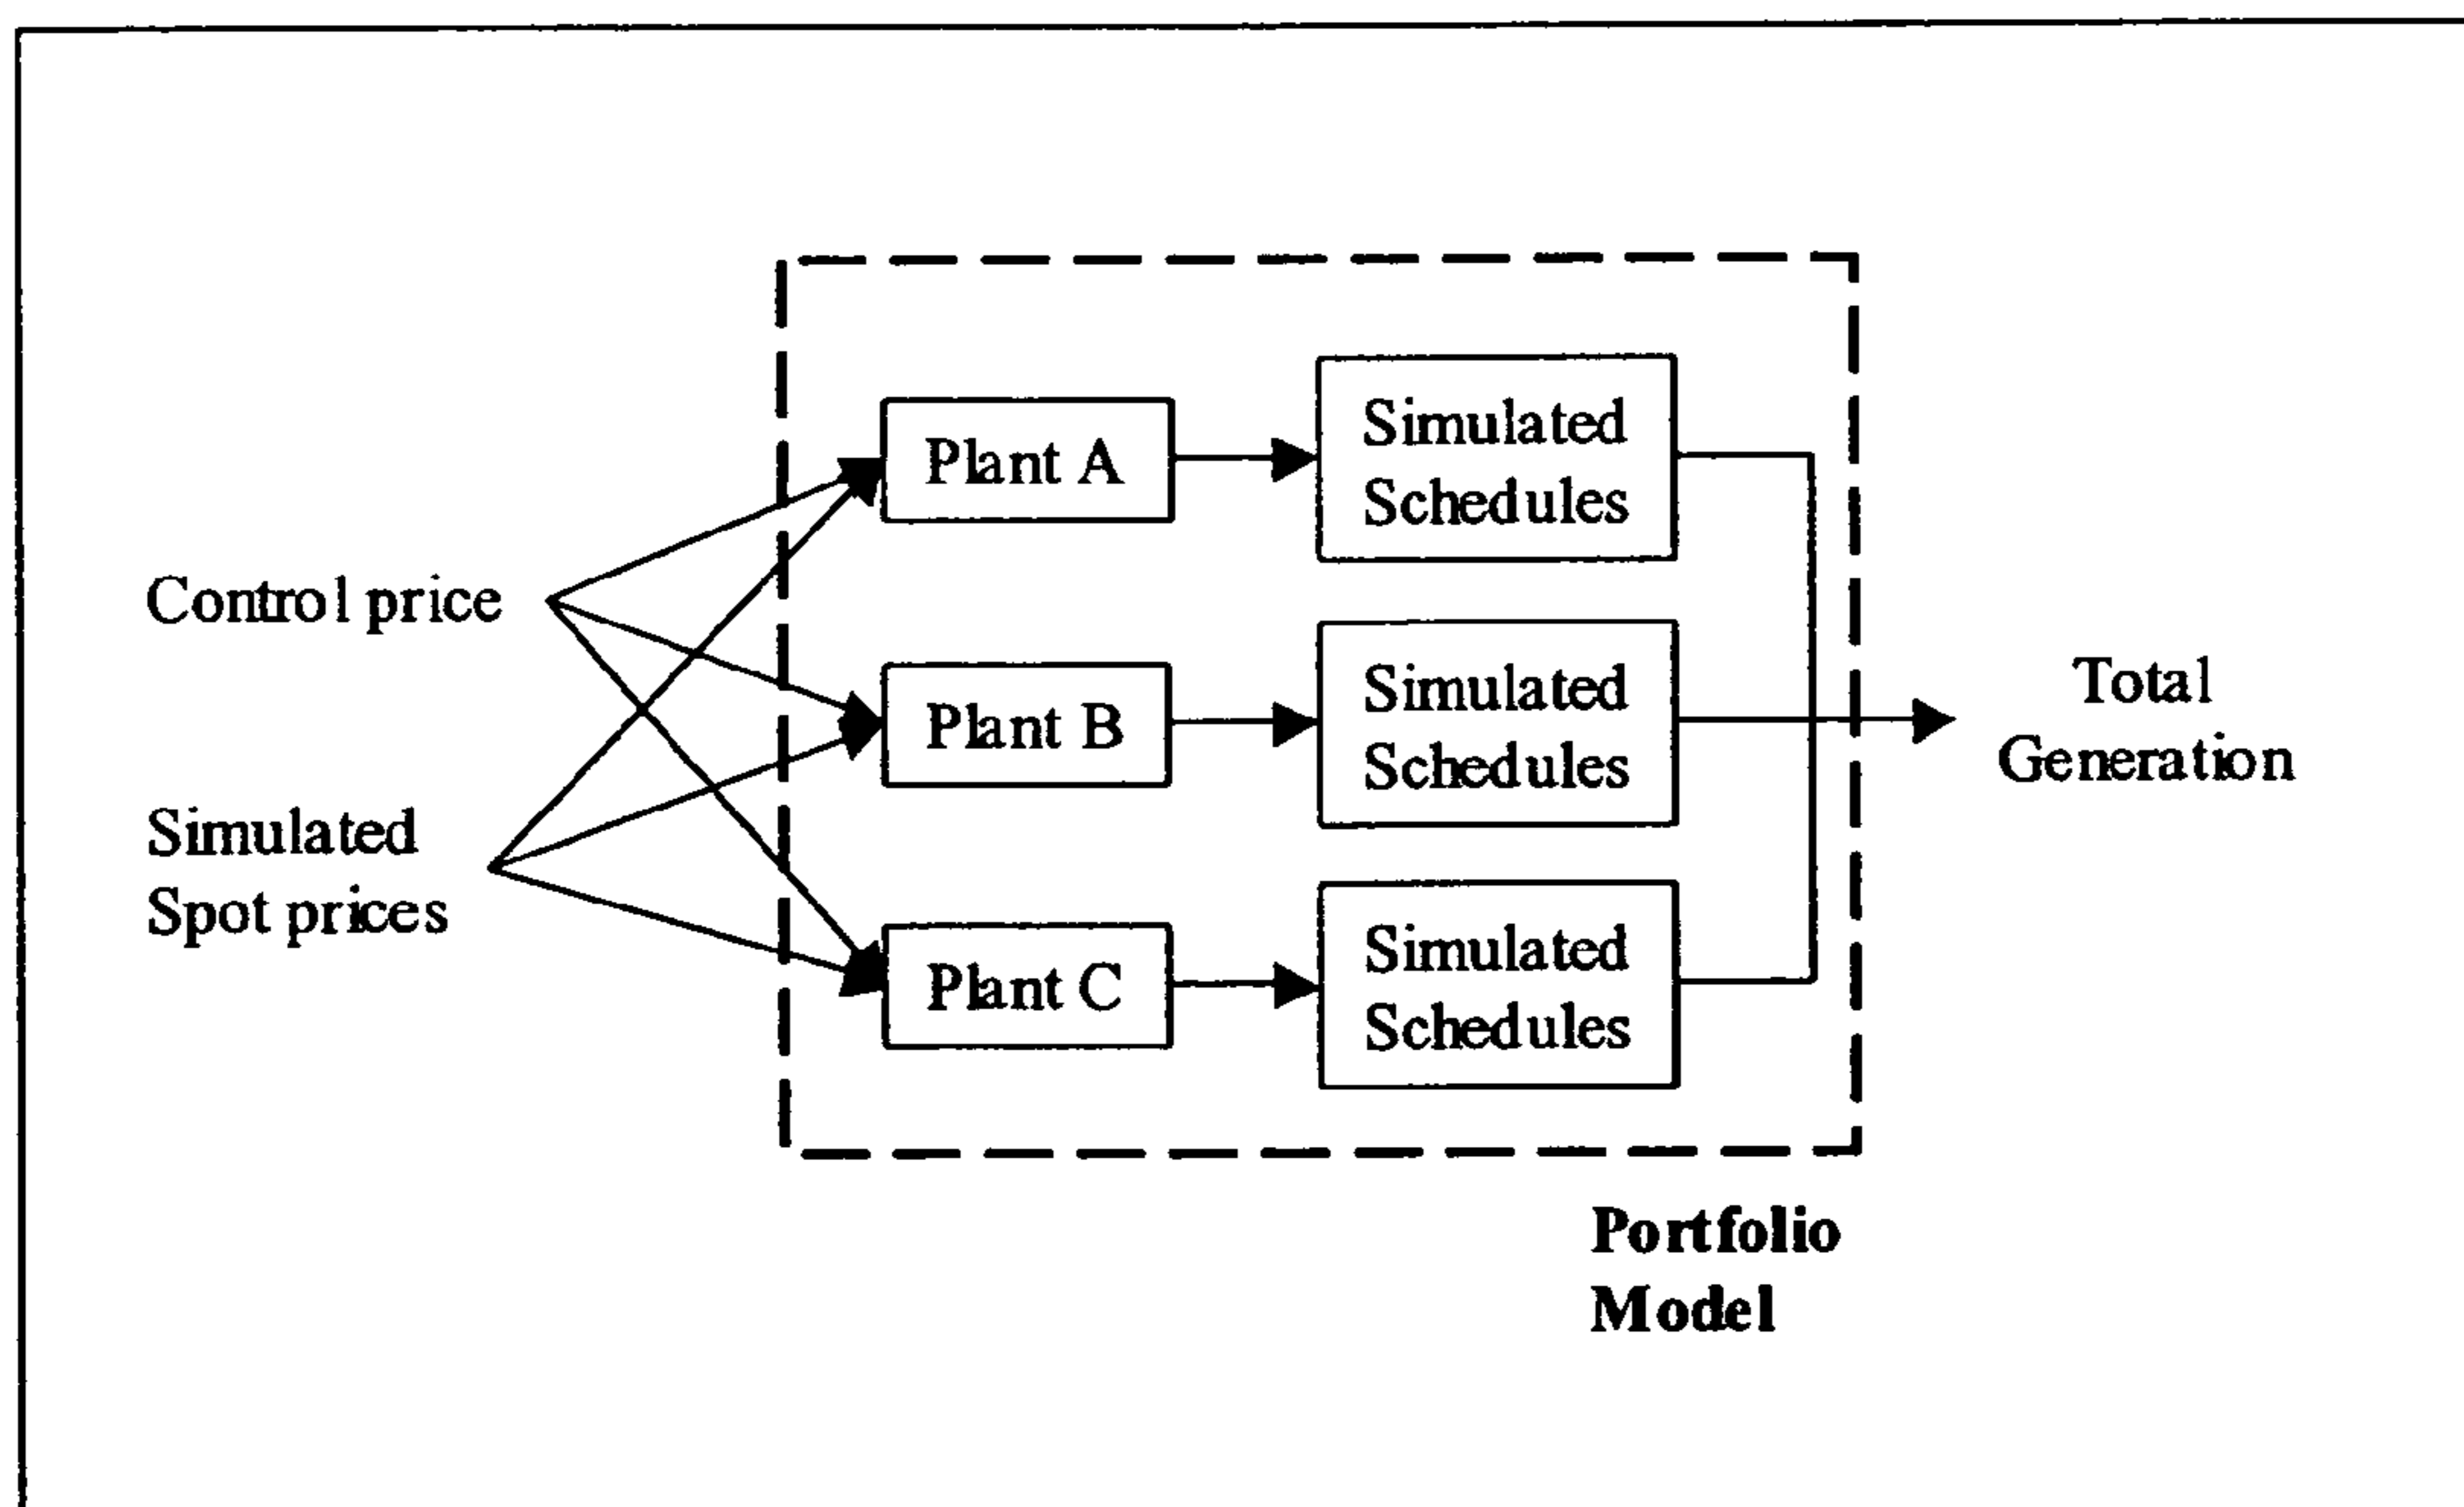 Control price
Simulated
Spot prices
Plant A
Simulated
Schedules
Plant B
Simulated
Schedules
Plant C
Simulated
Schedules
Total
Generation
Portfolio
Model